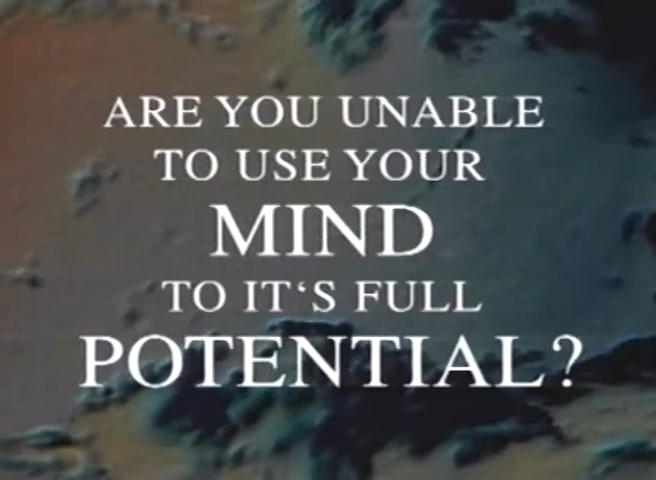 ARE YOU UNABLE
TO USE YOUR
MIND
TO IT‘S FULL
POTENTIAL?